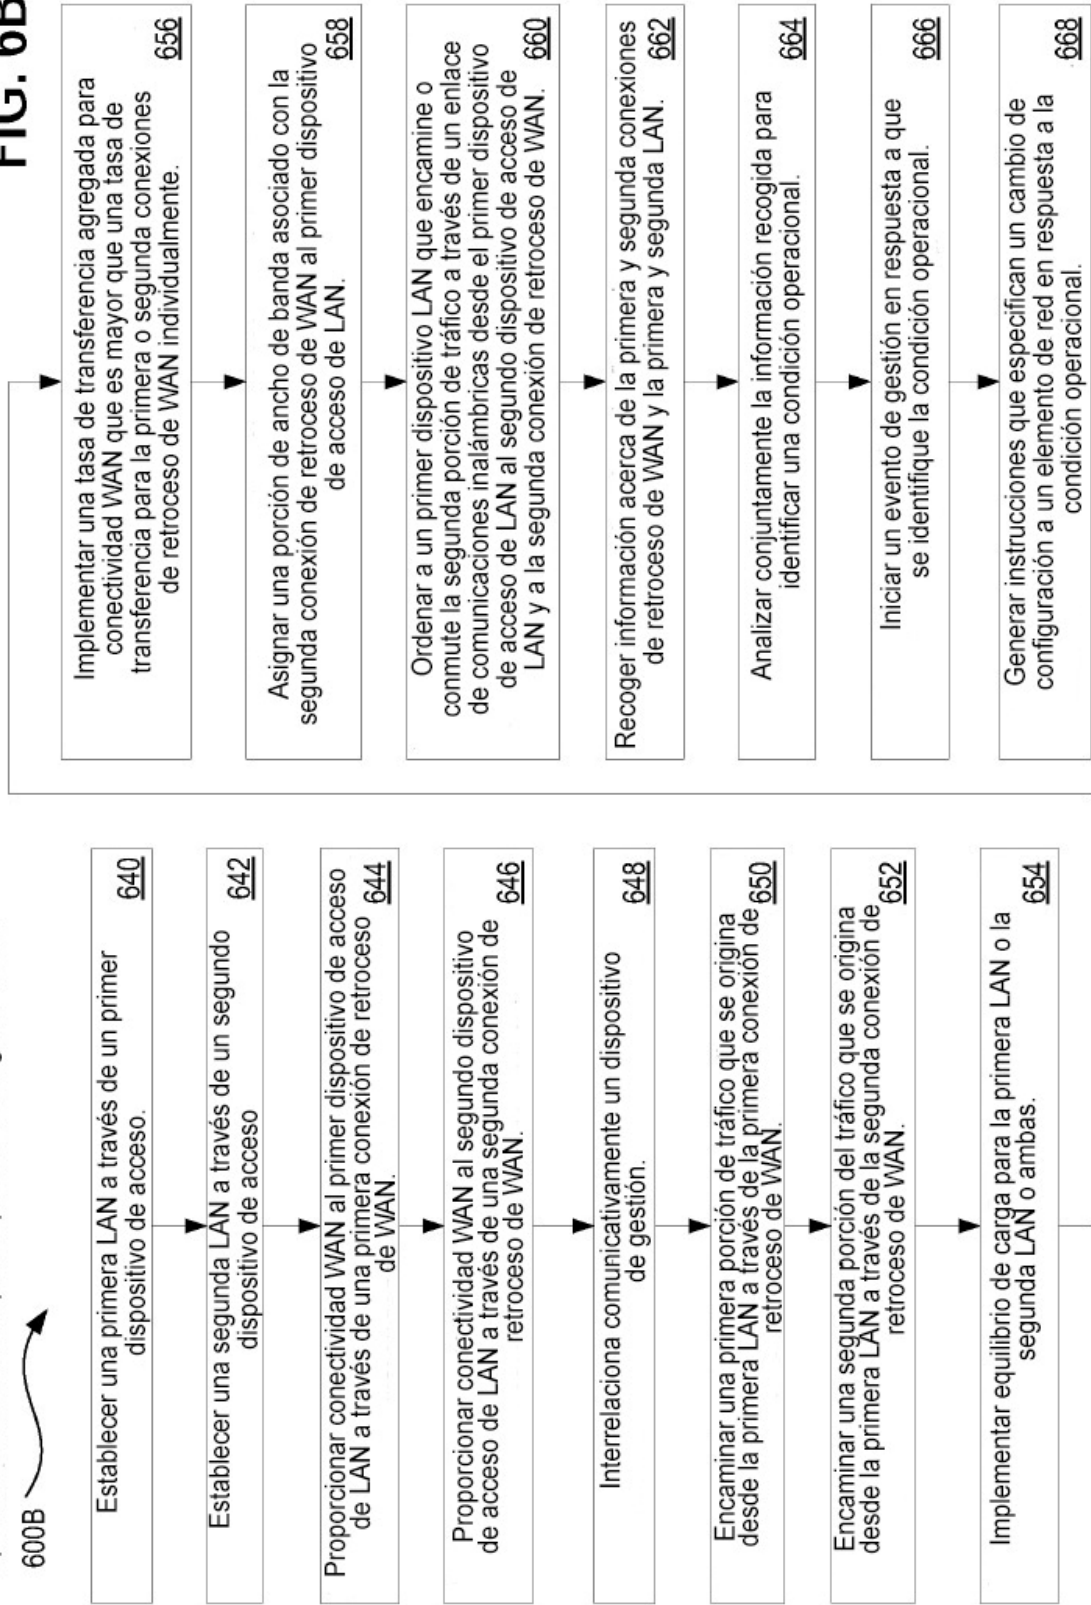 FIG. 6B
600B
Establecer una primera LAN a través de un primer
dispositivo de acceso.
640
Establecer una segunda LAN a través de un segundo
dispositivo de acceso
642
Proporcionar conectividad WAN al primer dispositivo de acceso
de LAN a través de una primera conexión de retroceso
de WAN.
644
Proporcionar conectividad WAN al segundo dispositivo
de acceso de LAN a través de una segunda conexión de
retroceso de WAN.
646
Interrelaciona comunicativamente un dispositivo
de gestión.
648
Encaminar una primera porción de tráfico que se origina
desde la primera LAN a través de la primera conexión de
retroceso de WAN.
650
Encaminar una segunda porción del tráfico que se origina
desde la primera LAN a través de la segunda conexión de
retroceso de WAN.
652
Implementar equilibrio de carga para la primera LAN o la
segunda LAN o ambas.
654
Implementar una tasa de transferencia agregada para
conectividad WAN que es mayor que una tasa de
transferencia para la primera o segunda conexiones
de retroceso de WAN individualmente.
656
Asignar una porción de ancho de banda asociado con la
segunda conexión de retroceso de WAN al primer dispositivo
de acceso de LAN.
658
Ordenar a un primer dispositivo LAN que encamine o
conmute la segunda porción de tráfico a través de un enlace
de comunicaciones inalámbricas desde el primer dispositivo
de acceso de LAN al segundo dispositivo de acceso de
LAN y a la segunda conexión de retroceso de WAN.
660
Recoger información acerca de la primera y segunda conexiones
de retroceso de WAN y la primera y segunda LAN.
662
Analizar conjuntamente la información recogida para
identificar una condición operacional.
664
Iniciar un evento de gestión en respuesta a que
se identifique la condición operacional.
666
Generar instrucciones que especifican un cambio de
configuración a un elemento de red en respuesta a la
condición operacional.
668